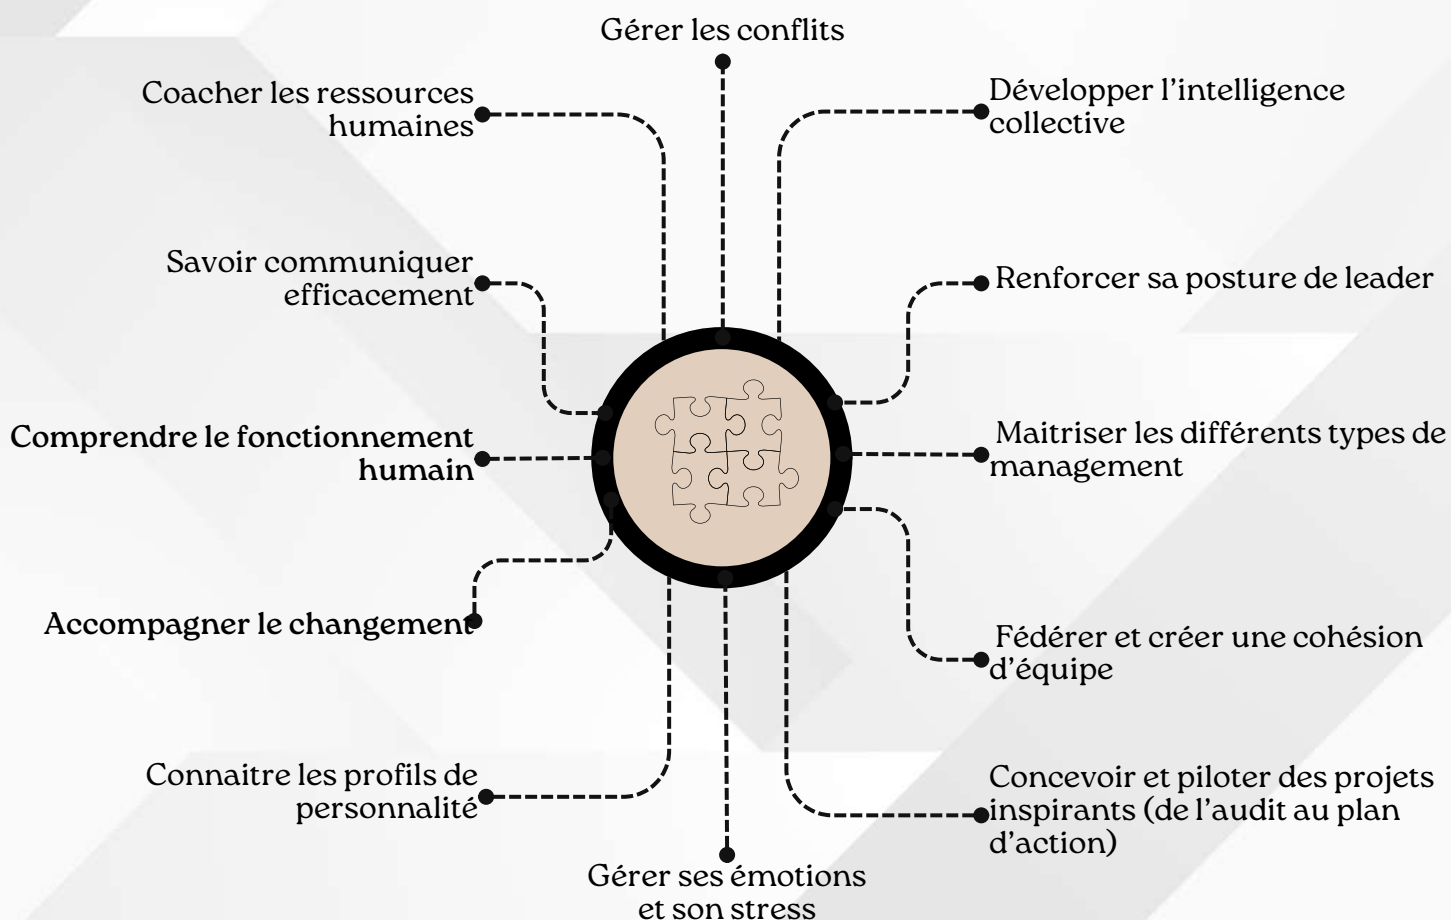 Gérer les conflits
Coacher les ressources
humaines
Développer l'intelligence
collective
Savoir communiquer
efficacement
Renforcer sa posture de leader
Comprendre le fonctionnement
humain
Maitriser les différents types de
management
Accompagner le changement
Fédérer et créer une cohésion
d'équipe
Connaitre les profils de
personnalité
Concevoir et piloter des projets
inspirants (de l'audit au plan
d'action)
Gérer ses émotions
et son stress